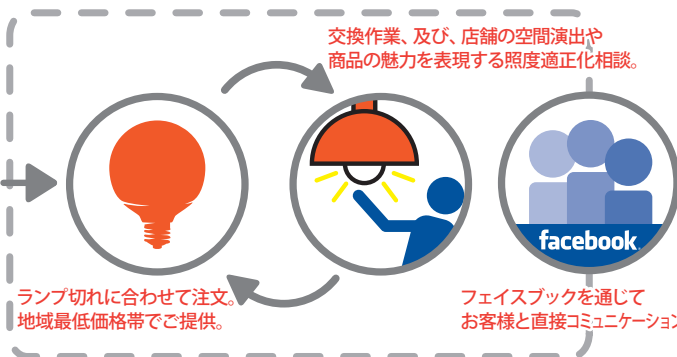 交換作業、及び、店舗の空間演出や
商品の魅力を表現する照度適正化相談。
facebook
ランプ切れに合わせて注文。
地域最低価格帯でご提供。
フェイスブックを通じて
お客様と直接コミュニケーション